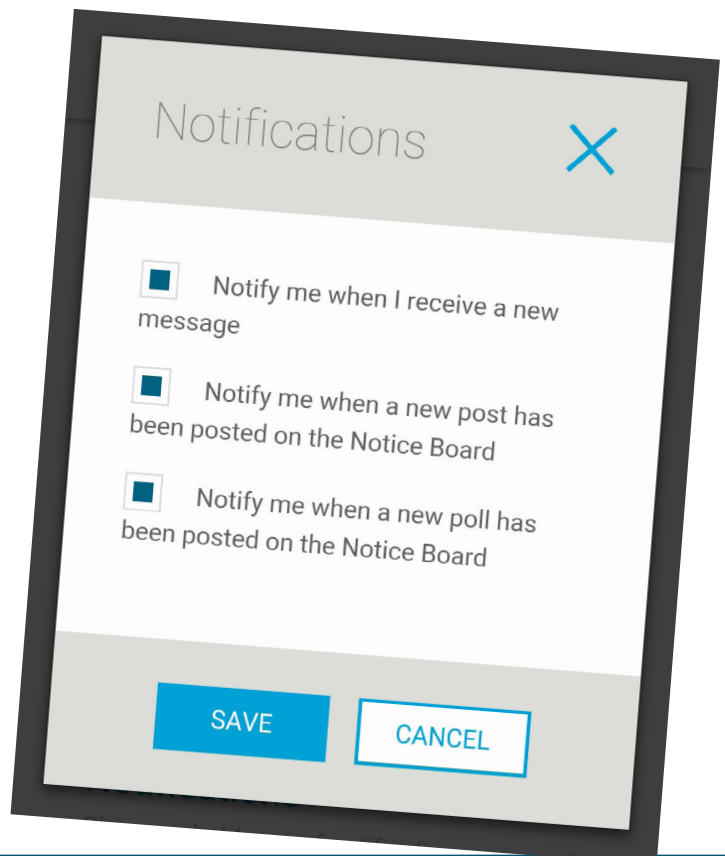 Notifications
Notify me when I receive a new
message
Notify me when a new post has
been posted on the Notice Board
Notify me when a new poll has
been posted on the Notice Board
SAVE
CANCEL